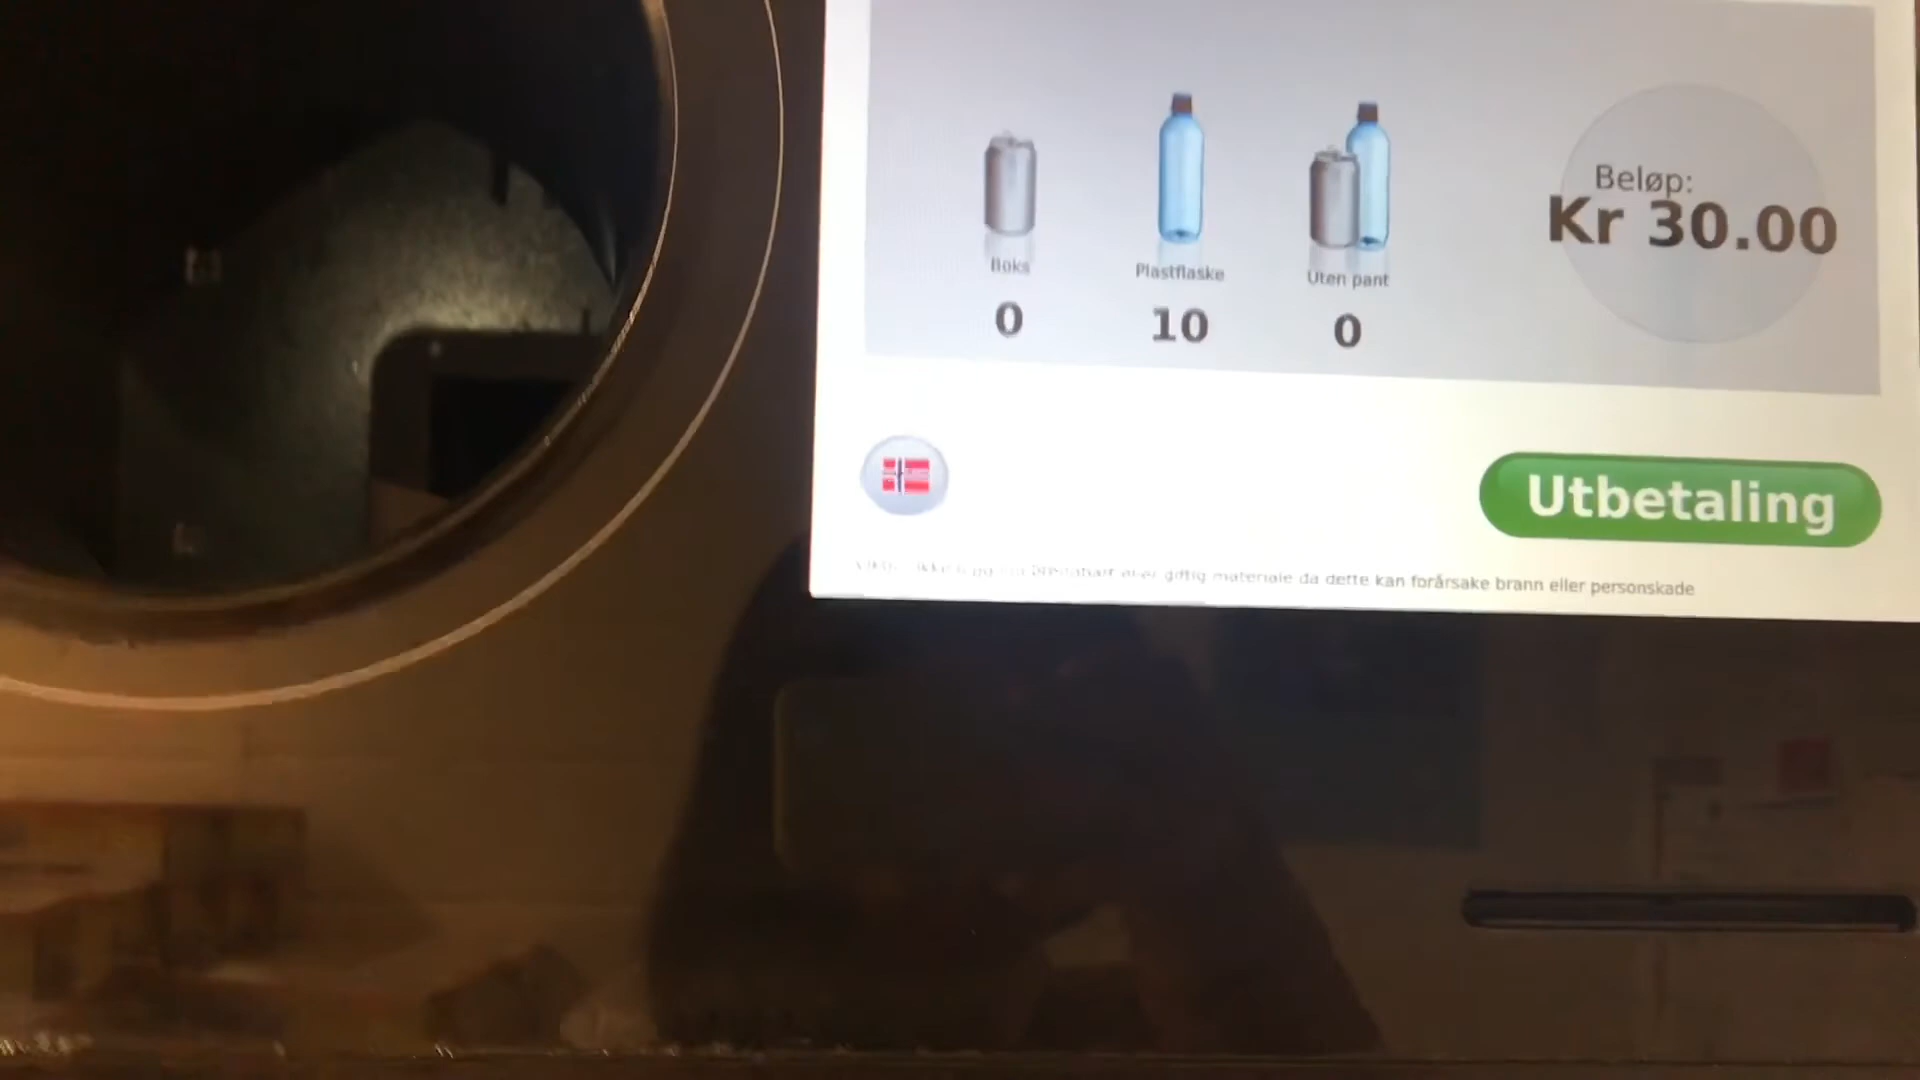 Beløp:
Kr 30.00
Boks
Plastflaske
Uten pant
0
10
0
Utbetaling
giftig materiale da dette kan forårsake brann eller personskade